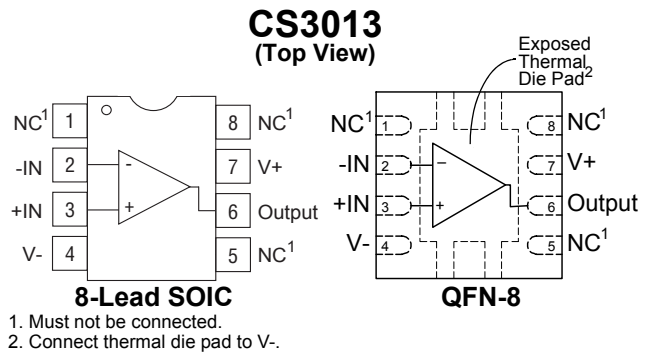 CS3013
(Top View)
Exposed
Thermal
Die Pad2
NC1 1 8 NC1
-IN 2 - 7 V+
+IN 3 + 6 Output
V- 4 5 NC1
8-Lead SOIC
NC1 1 8 NC1
-IN 2 – 7 V+
+IN 3 + 6 Output
V- 4 5 NC1
QFN-8
1. Must not be connected.
2. Connect thermal die pad to V-.